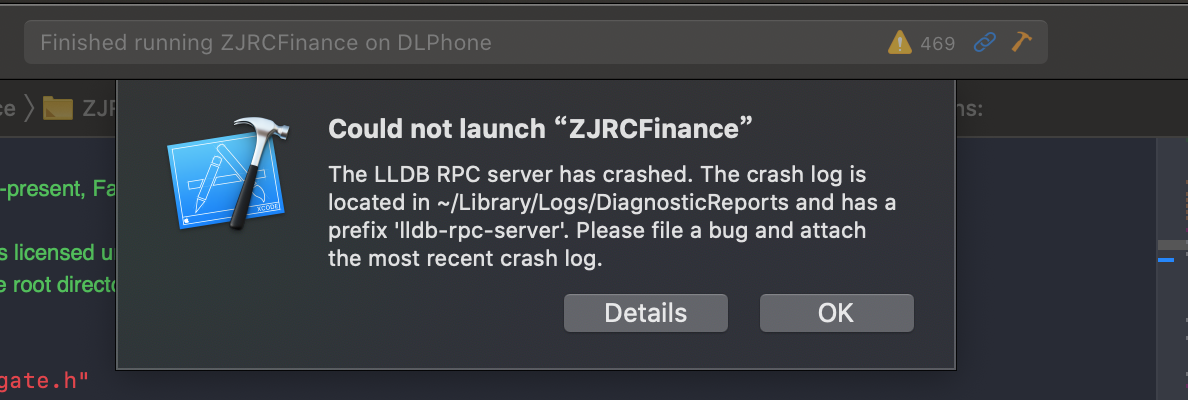 Finished running ZJRCFinance on DLPhone
469
ce
ns:
Could not launch “ZJRCFinance”
The LLDB RPC server has crashed. The crash log is
located in ~/Library/Logs/DiagnosticReports and has a
prefix 'lldb-rpc-server'. Please file a bug and attach
the most recent crash log.
Details
OK
XCODE
-present, Fa
s licensed u
e root direct
gate.h"